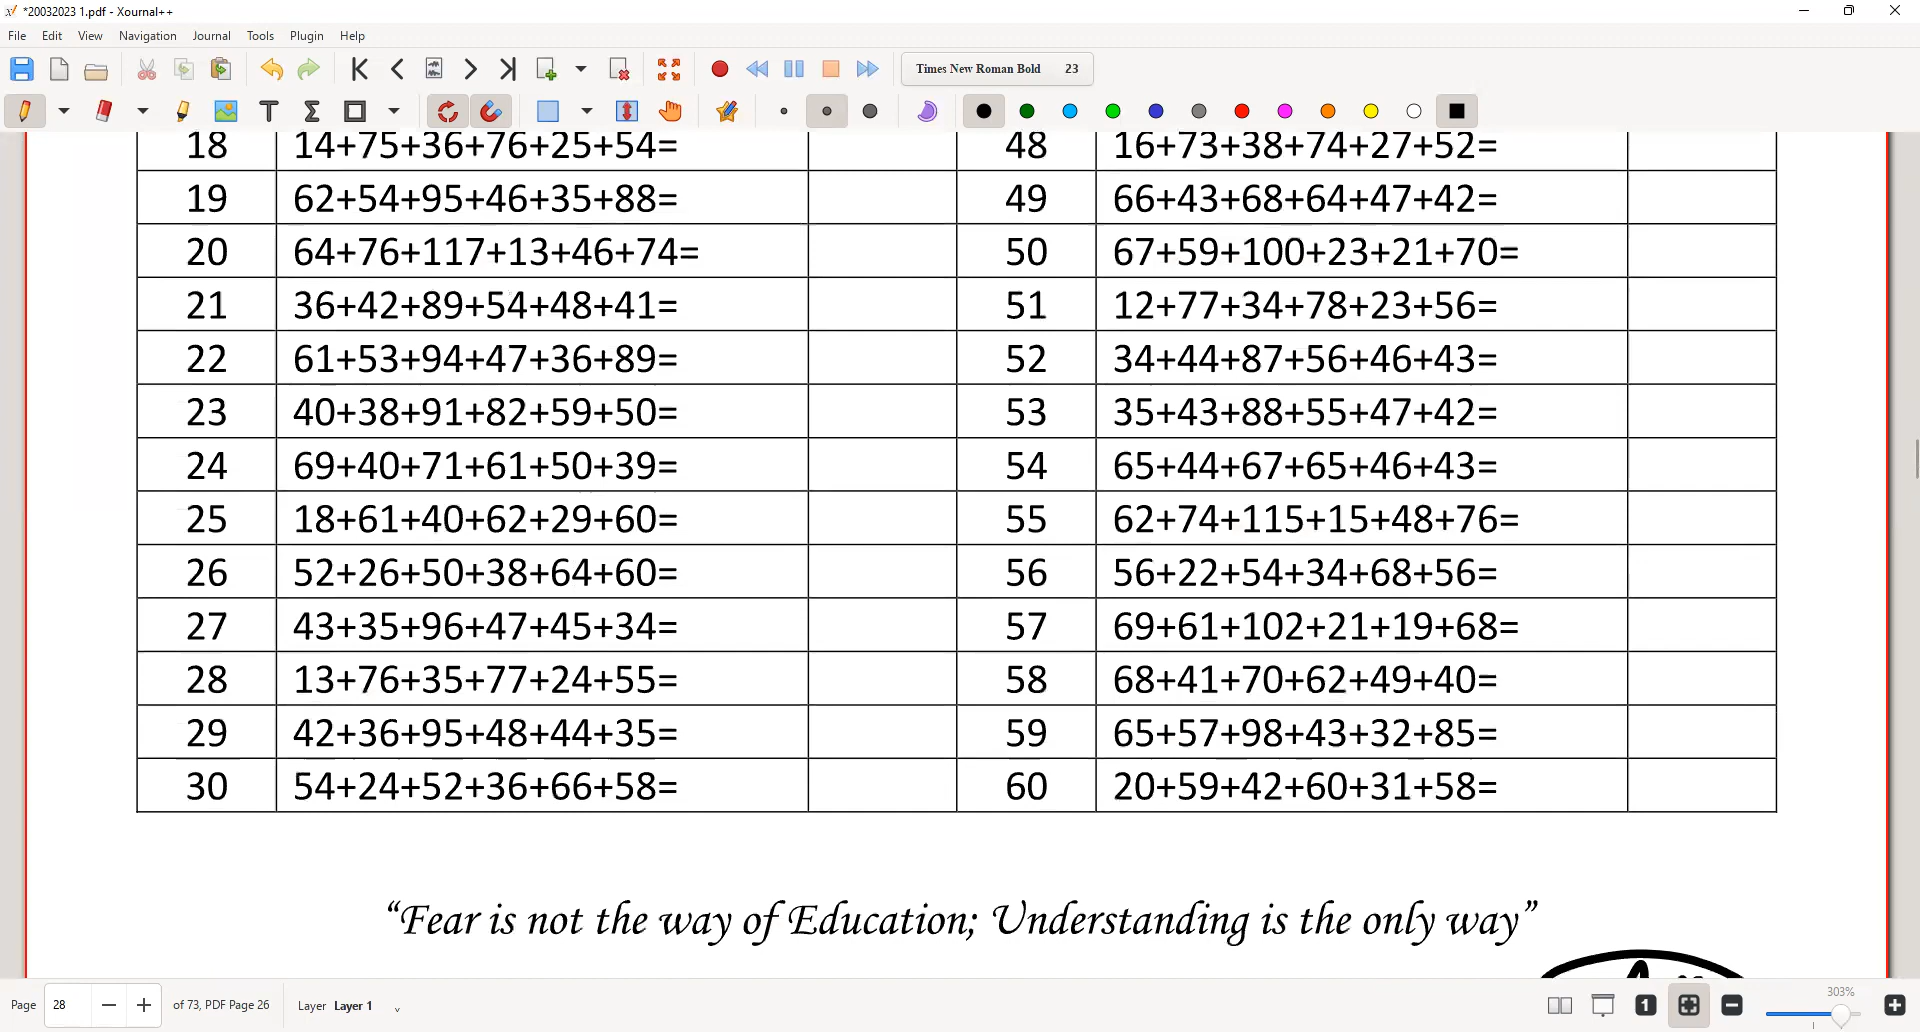 *20032023 1.pdf - Xournal++
File Edit View Navigation Journal Tools Plugin Help
Times New Roman Bold 23
18 14+75+36+76+25+54= 48 16+73+38+74+27+52=
19 62+54+95+46+35+88= 49 66+43+68+64+47+42=
20 64+76+117+13+46+74= 50 67+59+100+23+21+70=
21 36+42+89+54+48+41= 51 12+77+34+78+23+56=
22 61+53+94+47+36+89= 52 34+44+87+56+46+43=
23 40+38+91+82+59+50= 53 35+43+88+55+47+42=
24 69+40+71+61+50+39= 54 65+44+67+65+46+43=
25 18+61+40+62+29+60= 55 62+74+115+15+48+76=
26 52+26+50+38+64+60= 56 56+22+54+34+68+56=
27 43+35+96+47+45+34= 57 69+61+102+21+19+68=
28 13+76+35+77+24+55= 58 68+41+70+62+49+40=
29 42+36+95+48+44+35= 59 65+57+98+43+32+85=
30 54+24+52+36+66+58= 60 20+59+42+60+31+58=
“Fear is not the way of Education; Understanding is the only way”
Page 28 of 73, PDF Page 26 Layer Layer 1 1 303%